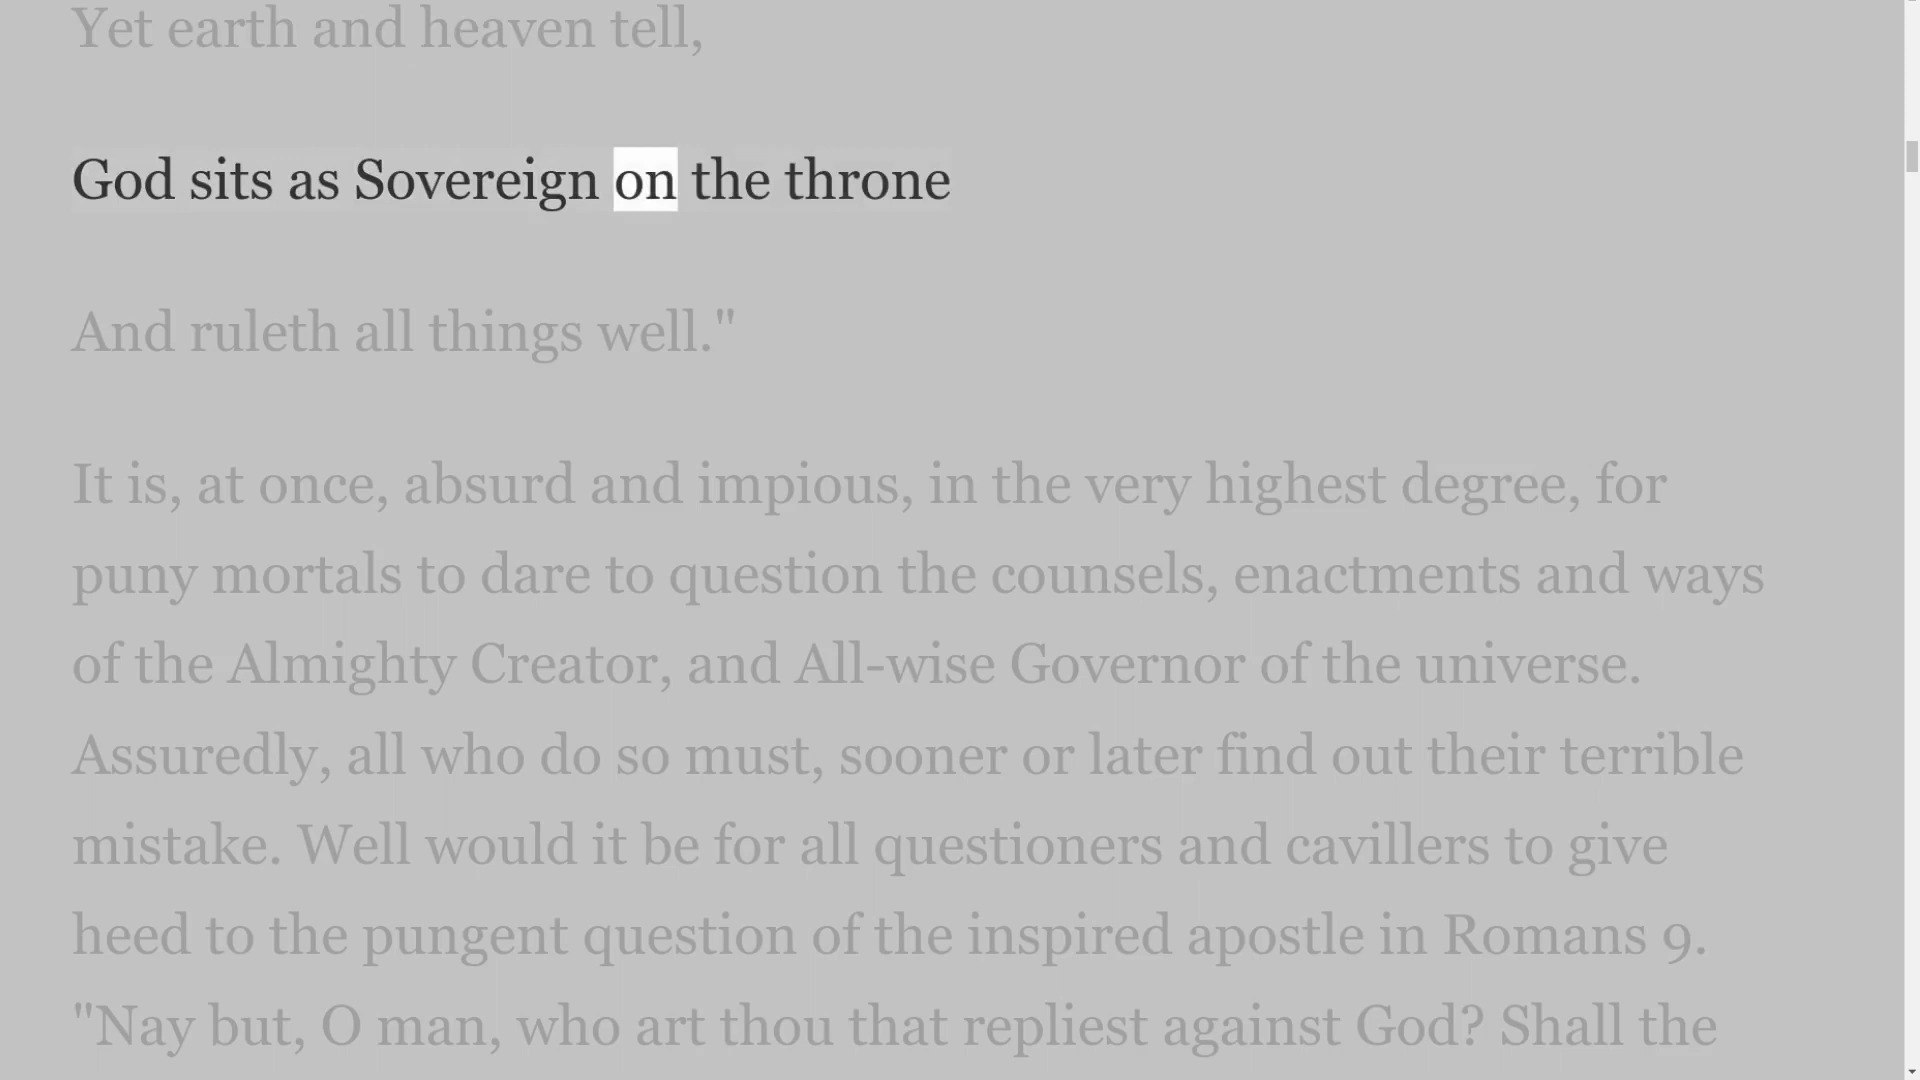 Yet earth and heaven tell,
God sits as Sovereign on the throne
And ruleth all things well."
It is, at once, absurd and impious, in the very highest degree, for
puny mortals to dare to question the counsels, enactments and ways
of the Almighty Creator, and All-wise Governor of the universe.
Assuredly, all who do so must, sooner or later find out their terrible
mistake. Well would it be for all questioners and cavillers to give
heed to the pungent question of the inspired apostle in Romans 9.
"Nay but, O man, who art thou that repliest against God? Shall the